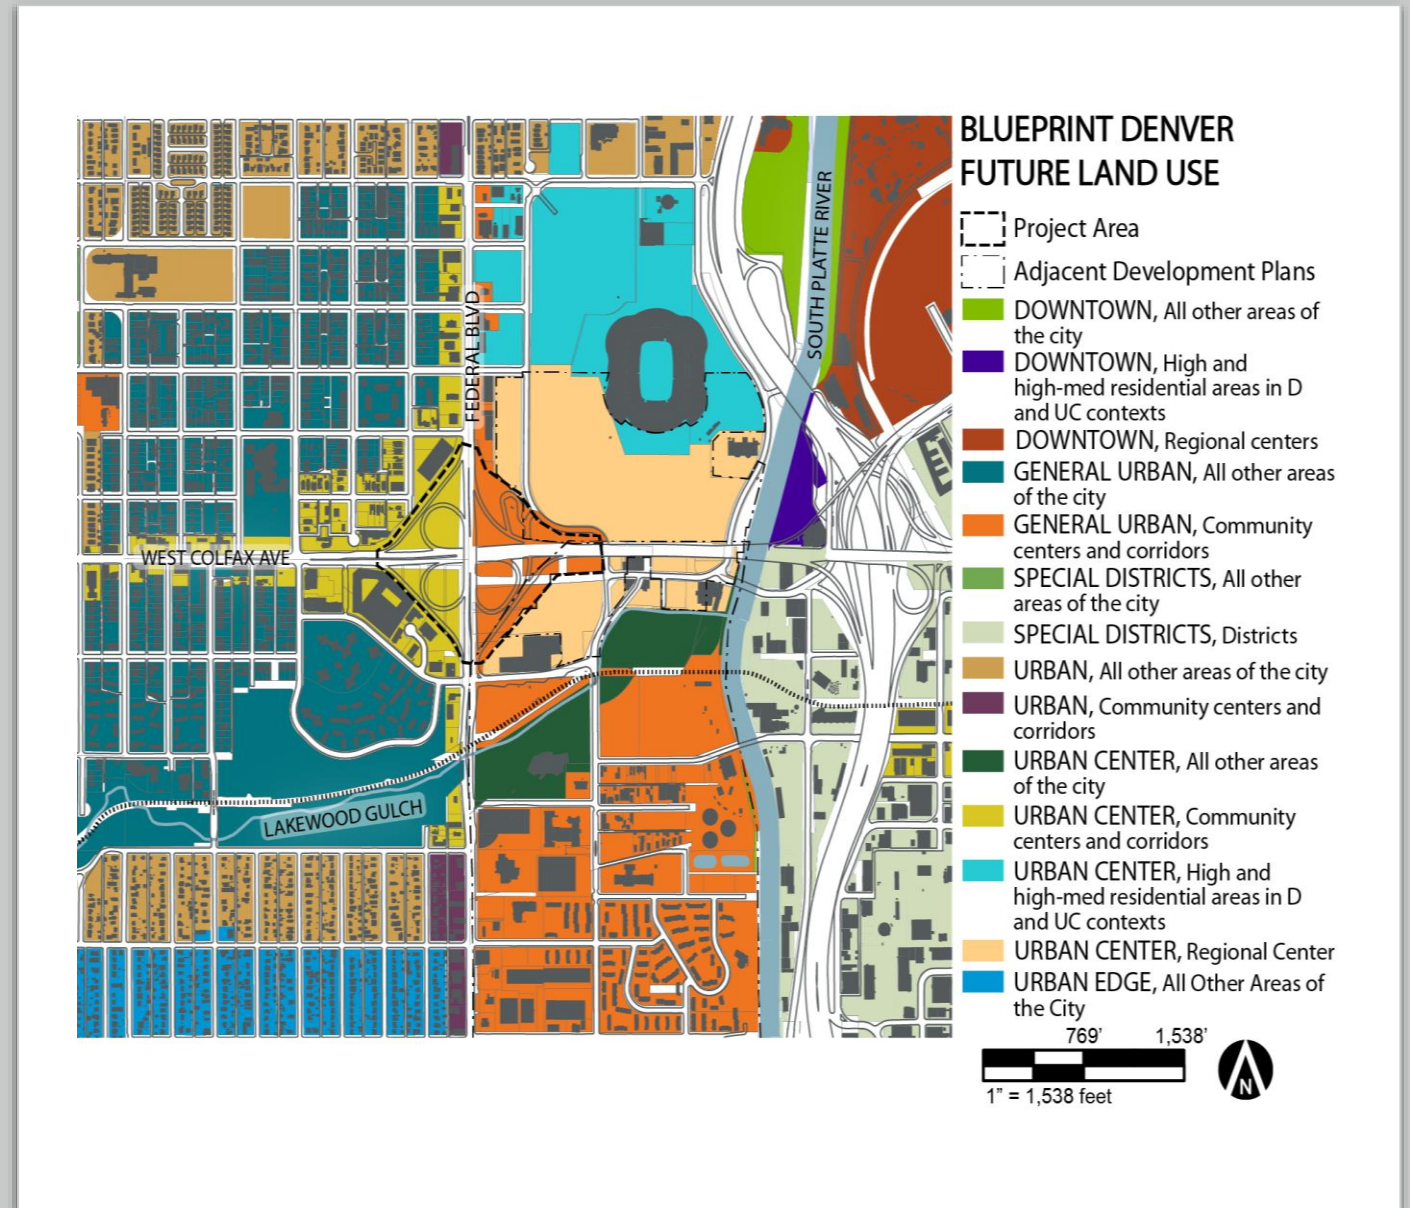 BLUEPRINT DENVER
FUTURE LAND USE
Project Area
Adjacent Development Plans
DOWNTOWN, All other areas of
the city
DOWNTOWN, High and
high-med residential areas in D
and UC contexts
DOWNTOWN, Regional centers
GENERAL URBAN, All other areas
of the city
GENERAL URBAN, Community
centers and corridors
SPECIAL DISTRICTS, All other
areas of the city
SPECIAL DISTRICTS, Districts
URBAN, All other areas of the city
URBAN, Community centers and
corridors
URBAN CENTER, All other areas
of the city
URBAN CENTER, Community
centers and corridors
URBAN CENTER, High and
high-med residential areas in D
and UC contexts
URBAN CENTER, Regional Center
URBAN EDGE, All Other Areas of
the City
769’ 1,538’
1” = 1,538 feet
N
SOUTH PLATTE RIVER
FEDERAL BLVD
WEST COLFAX AVE
LAKEWOOD GULCH